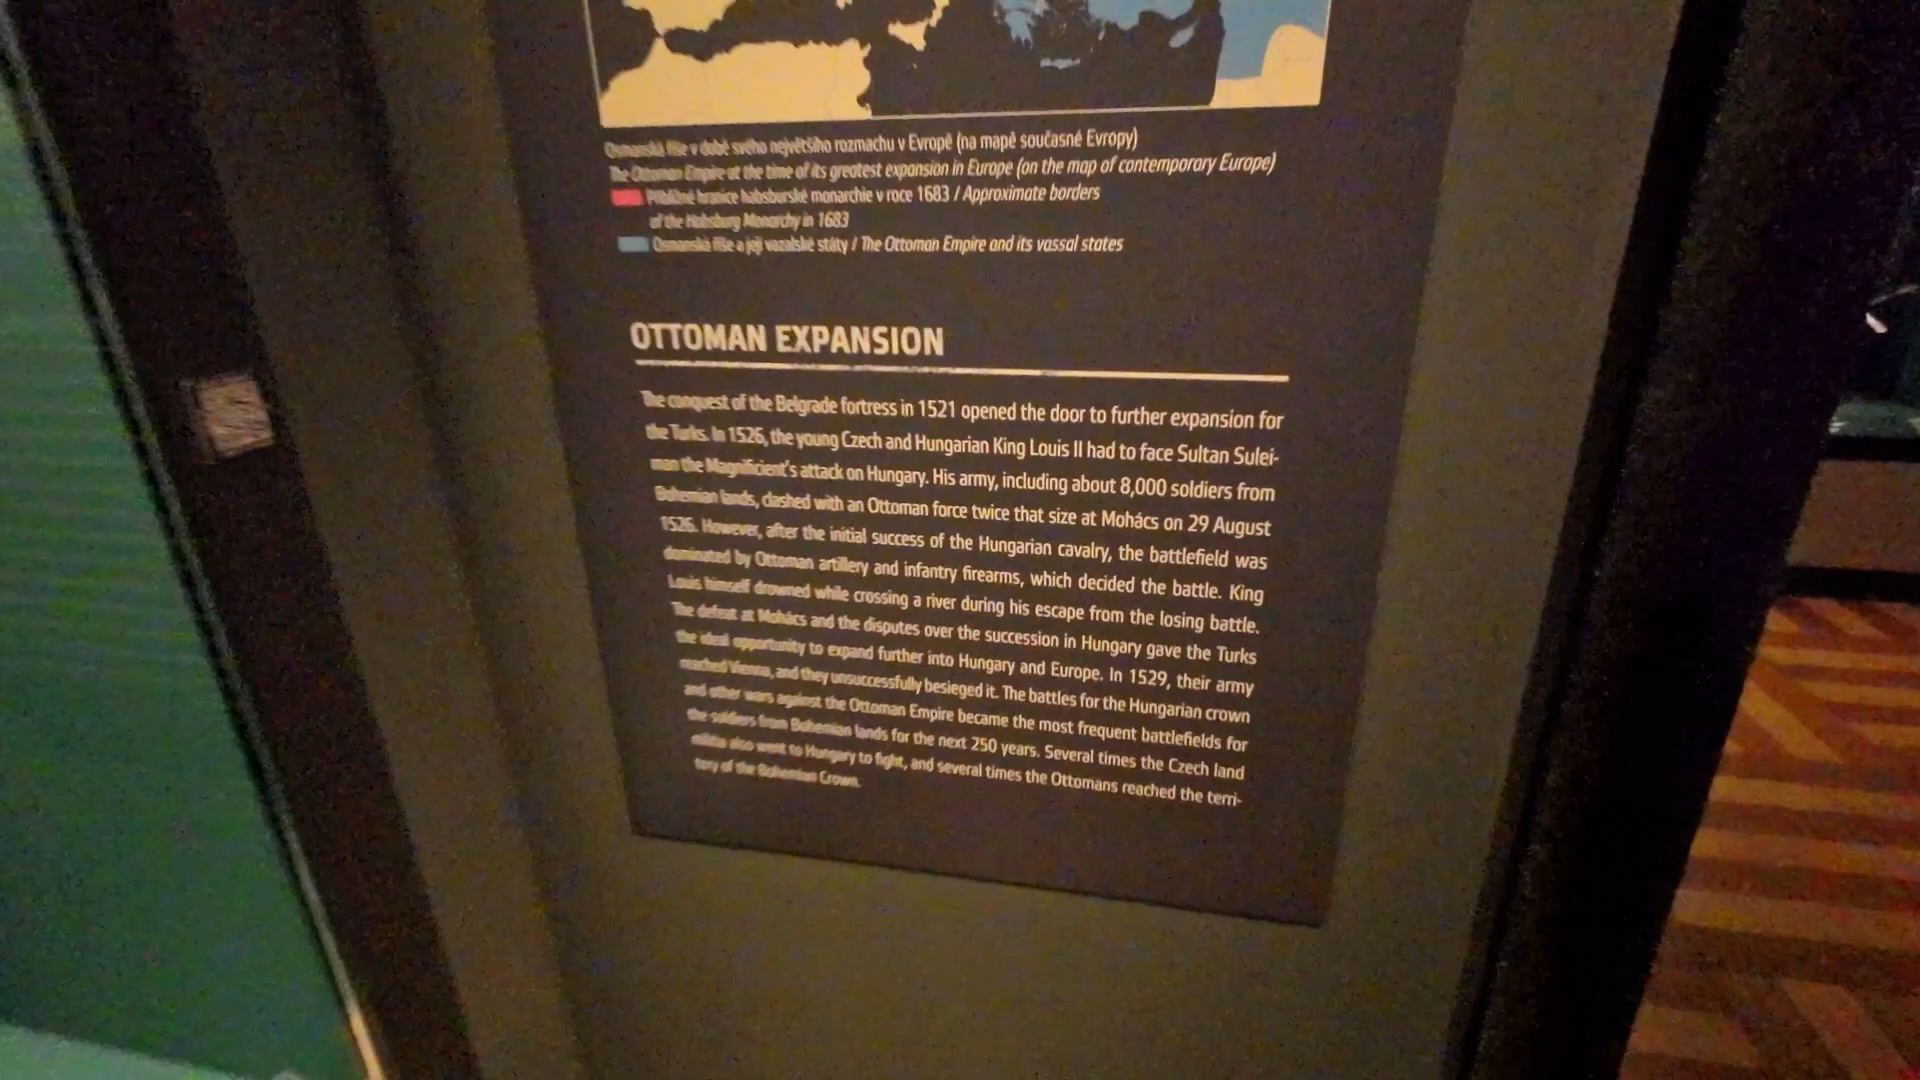 Osmanská říše v době svého největšího rozmachu v Evropě (na mapě současné Evropy)
The Ottoman Empire at the time of its greatest expansion in Europe (on the map of contemporary Europe)
Přibližné hranice habsburské monarchie v roce 1683 / Approximate borders
of the Habsburg Monarchy in 1683
Osmanská říše a její vazalské státy / The Ottoman Empire and its vassal states
OTTOMAN EXPANSION
The conquest of the Belgrade fortress in 1521 opened the door to further expansion for
the Turks. In 1526, the young Czech and Hungarian King Louis II had to face Sultan Sulei-
man the Magnificient's attack on Hungary. His army, including about 8,000 soldiers from
Bohemian lands, clashed with an Ottoman force twice that size at Mohács on 29 August
1526. However, after the initial success of the Hungarian cavalry, the battlefield was
dominated by Ottoman artillery and infantry firearms, which decided the battle. King
Louis himself drowned while crossing a river during his escape from the losing battle.
The defeat at Mohács and the disputes over the succession in Hungary gave the Turks
the ideal opportunity to expand further into Hungary and Europe. In 1529, their army
reached Vienna, and they unsuccessfully besieged it. The battles for the Hungarian crown
and other wars against the Ottoman Empire became the most frequent battlefields for
the soldiers from Bohemian lands for the next 250 years. Several times the Czech land
militia also went to Hungary to fight, and several times the Ottomans reached the terri-
tory of the Bohemian Crown.